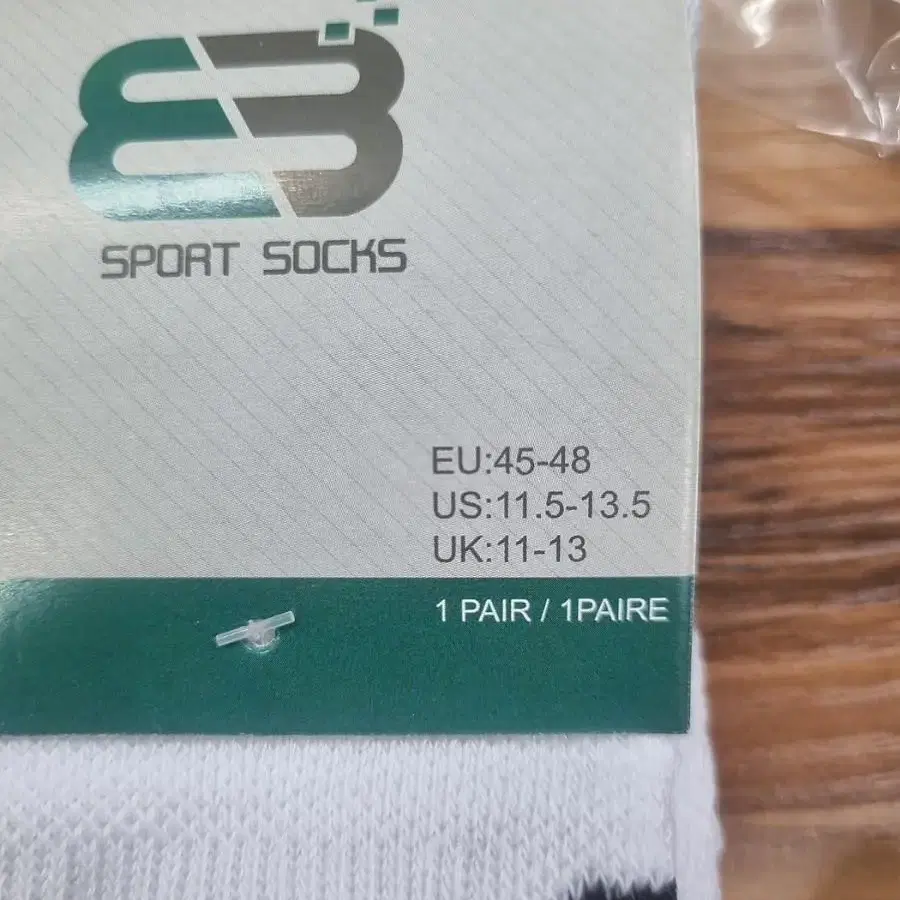 SPORT SOCKS
EU:45-48
US:11.5-13.5
UK:11-13
1 PAIR / 1PAIRE